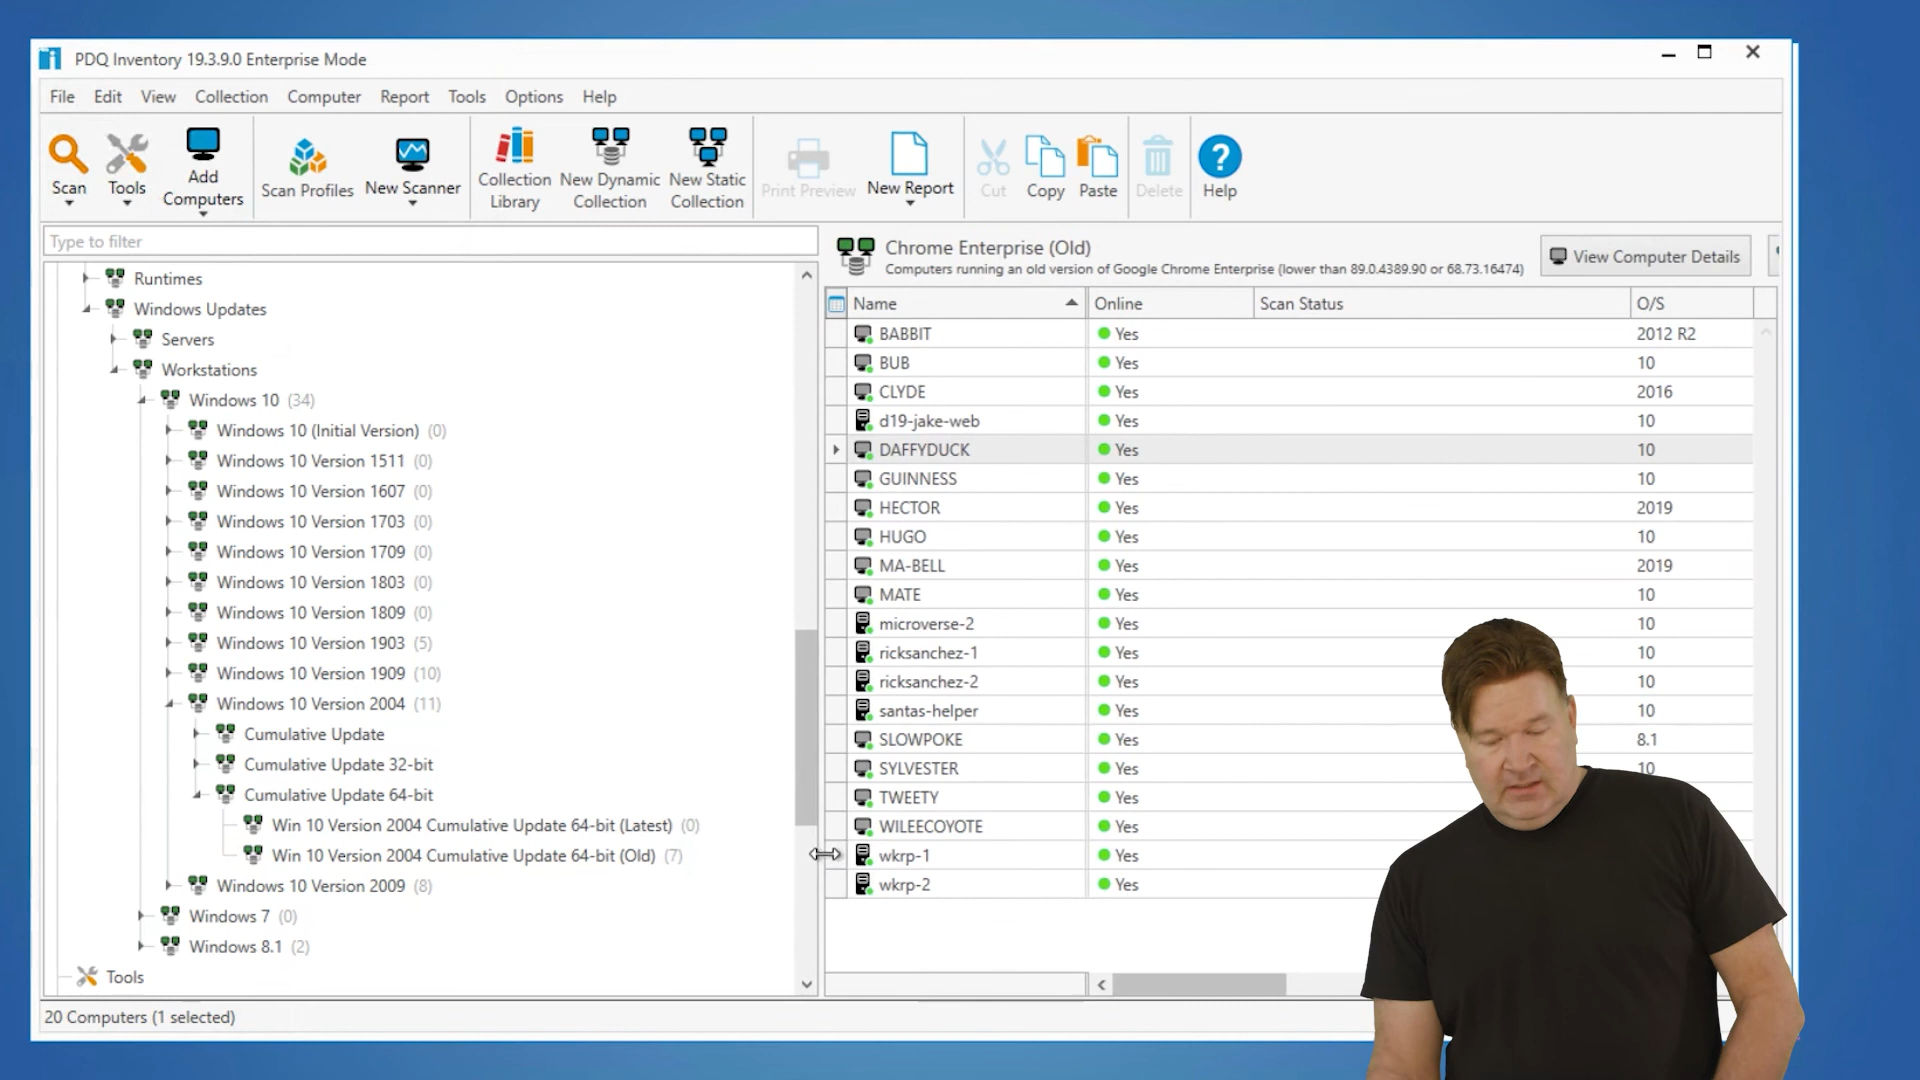 PDQ Inventory 19.3.9.0 Enterprise Mode
File Edit View Collection Computer Report Tools Options Help
Scan
Tools
Add
Computers
Scan Profiles
New Scanner
Collection
Library
New Dynamic
Collection
New Static
Collection
Print Preview
New Report
Cut
Copy
Paste
Delete
Help
Type to filter
Runtimes
Windows Updates
Servers
Workstations
Windows 10 (34)
Windows 10 (Initial Version) (0)
Windows 10 Version 1511 (0)
Windows 10 Version 1607 (0)
Windows 10 Version 1703 (0)
Windows 10 Version 1709 (0)
Windows 10 Version 1803 (0)
Windows 10 Version 1809 (0)
Windows 10 Version 1903 (5)
Windows 10 Version 1909 (10)
Windows 10 Version 2004 (11)
Cumulative Update
Cumulative Update 32-bit
Cumulative Update 64-bit
Win 10 Version 2004 Cumulative Update 64-bit (Latest) (0)
Win 10 Version 2004 Cumulative Update 64-bit (Old) (7)
Windows 10 Version 2009 (8)
Windows 7 (0)
Windows 8.1 (2)
Tools
Chrome Enterprise (Old)
Computers running an old version of Google Chrome Enterprise (lower than 89.0.4389.90 or 68.73.16474)
View Computer Details
Name Online Scan Status O/S
BABBIT Yes 2012 R2
BUB Yes 10
CLYDE Yes 2016
d19-jake-web Yes 10
DAFFYDUCK Yes 10
GUINNESS Yes 10
HECTOR Yes 2019
HUGO Yes 10
MA-BELL Yes 2019
MATE Yes 10
microverse-2 Yes 10
ricksanchez-1 Yes 10
ricksanchez-2 Yes 10
santas-helper Yes 10
SLOWPOKE Yes 8.1
SYLVESTER Yes 10
TWEETY Yes
WILEECOYOTE Yes
wkrp-1 Yes
wkrp-2 Yes
20 Computers (1 selected)